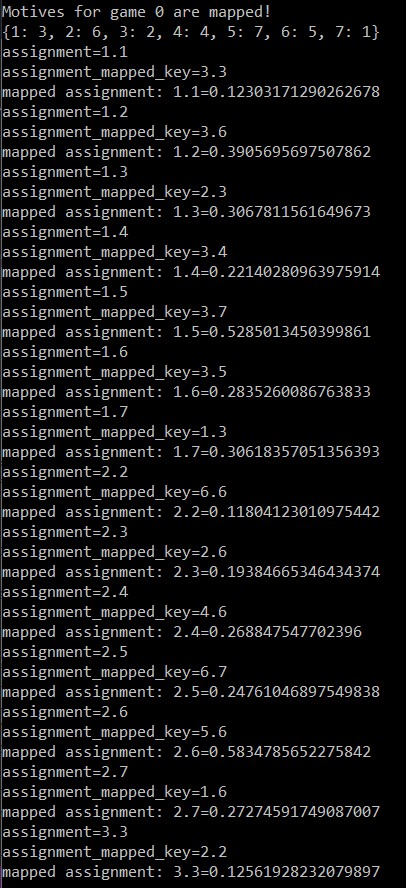 Motives for game 0 are mapped!
{1: 3, 2: 6, 3: 2, 4: 4, 5: 7, 6: 5, 7: 1}
assignment=1.1
assignment_mapped_key=3.3
mapped assignment: 1.1=0.12303171290262678
assignment=1.2
assignment_mapped_key=3.6
mapped assignment: 1.2=0.3905695697507862
assignment=1.3
assignment_mapped_key=2.3
mapped assignment: 1.3=0.3067811561649673
assignment=1.4
assignment_mapped_key=3.4
mapped assignment: 1.4=0.22140280963975914
assignment=1.5
assignment_mapped_key=3.7
mapped assignment: 1.5=0.5285013450399861
assignment=1.6
assignment_mapped_key=3.5
mapped assignment: 1.6=0.2835260086763833
assignment=1.7
assignment_mapped_key=1.3
mapped assignment: 1.7=0.30618357051356393
assignment=2.2
assignment_mapped_key=6.6
mapped assignment: 2.2=0.11804123010975442
assignment=2.3
assignment_mapped_key=2.6
mapped assignment: 2.3=0.19384665346434374
assignment=2.4
assignment_mapped_key=4.6
mapped assignment: 2.4=0.268847547702396
assignment=2.5
assignment_mapped_key=6.7
mapped assignment: 2.5=0.24761046897549838
assignment=2.6
assignment_mapped_key=5.6
mapped assignment: 2.6=0.5834785652275842
assignment=2.7
assignment_mapped_key=1.6
mapped assignment: 2.7=0.27274591749087007
assignment=3.3
assignment_mapped_key=2.2
mapped assignment: 3.3=0.12561928232079897